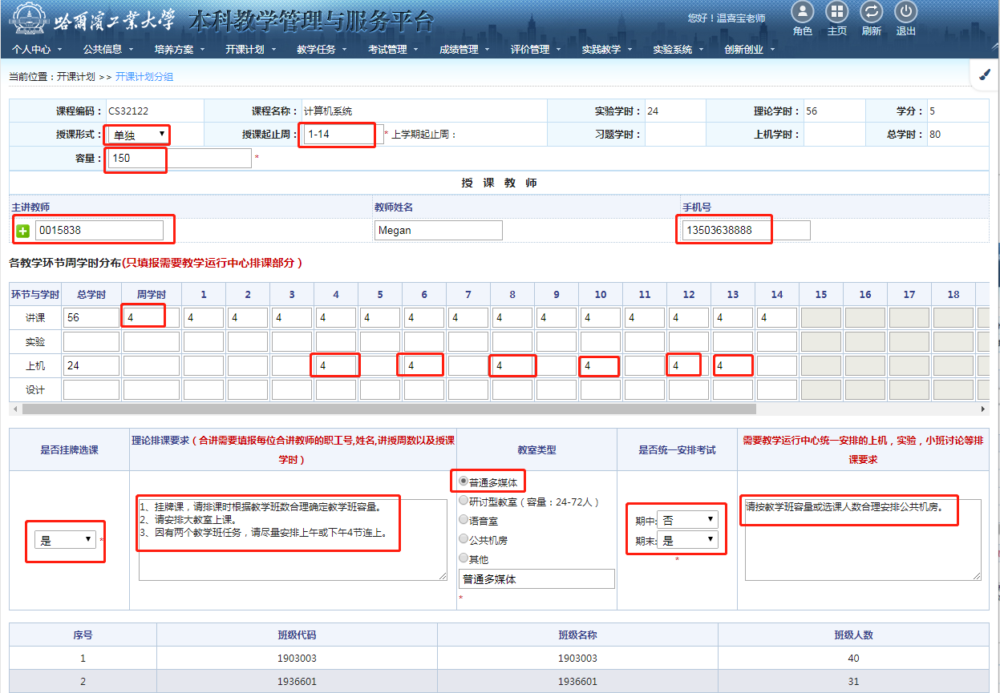 哈爾濱工業大學 本科教学管理与服务平台
您好！温喜宝老师
角色 主页 刷新 退出
个人中心 公共信息 培养方案 开课计划 教学任务 考试管理 成绩管理 评价管理 实践教学 实验系统 创新创业
当前位置：开课计划 >> 开课计划分组
课程编码： CS32122 课程名称： 计算机系统 实验学时： 24 理论学时： 56 学分： 5
授课形式： 单独 授课起止周： 1-14 * 上学期起止周： 习题学时： 上机学时： 总学时： 80
容量： 150 *
授 课 教 师
主讲教师 教师姓名 手机号
0015838 Megan 13503638888
各教学环节周学时分布(只填报需要教学运行中心排课部分）
环节与学时 总学时 周学时 1 2 3 4 5 6 7 8 9 10 11 12 13 14 15 16 17 18
讲课 56 4 4 4 4 4 4 4 4 4 4 4 4 4 4 4
实验
上机 24 4 4 4 4 4 4
设计
是否挂牌选课 理论排课要求（合讲需要填报每位合讲教师的职工号,姓名,讲授周数以及授课学时） 教室类型 是否统一安排考试 需要教学运行中心统一安排的上机，实验，小班讨论等排课要求
是 *
1、挂牌课，请排课时根据教学班数合理确定教学班容量。
2、请安排大教室上课。
3、因有两个教学班任务，请尽量安排上午或下午4节连上。
普通多媒体
研讨型教室（容量：24-72人）
语音室
公共机房
其他
普通多媒体
*
期中: 否
期末: 是
*
请按教学班容量或选课人数合理安排公共机房。
序号 班级代码 班级名称 班级人数
1 1903003 1903003 40
2 1936601 1936601 31